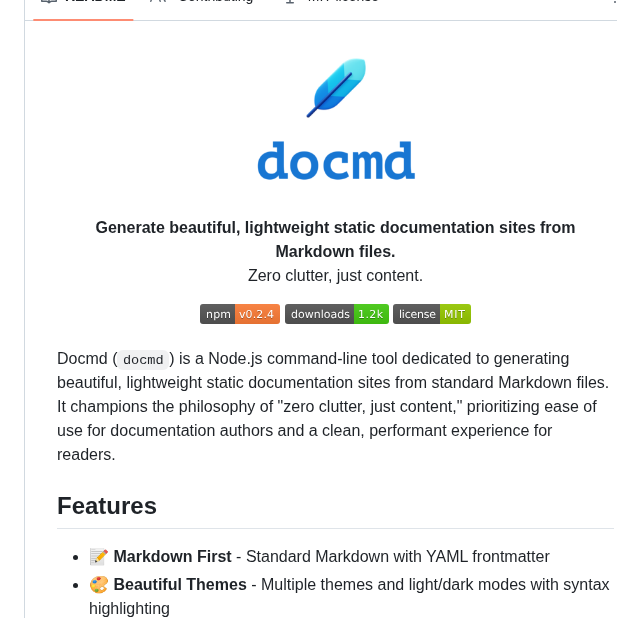 README
Contributing
MIT license
docmd
Generate beautiful, lightweight static documentation sites from
Markdown files.
Zero clutter, just content.
npm v0.2.4 downloads 1.2k license MIT
Docmd (docmd) is a Node.js command-line tool dedicated to generating
beautiful, lightweight static documentation sites from standard Markdown files.
It champions the philosophy of "zero clutter, just content," prioritizing ease of
use for documentation authors and a clean, performant experience for
readers.
Features
• 📝 Markdown First - Standard Markdown with YAML frontmatter
• 🎨 Beautiful Themes - Multiple themes and light/dark modes with syntax
highlighting